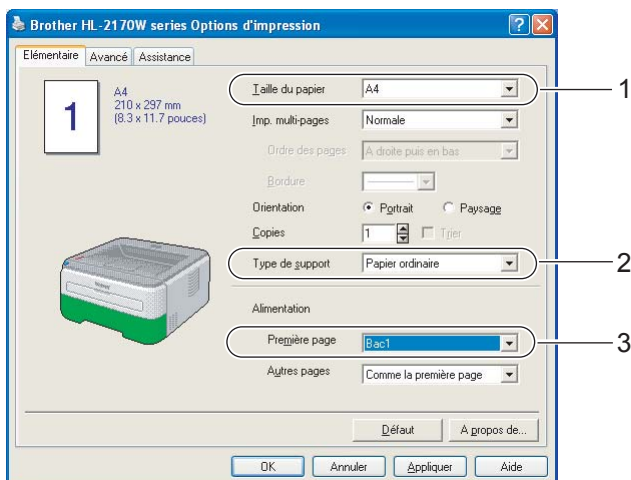 Brother HL-2170W series Options d'impression
Elémentaire Avancé Assistance
1
A4
210 x 297 mm
(8.3 x 11.7 pouces)
Taille du papier A4 1
Imp. multi-pages Normale
Ordre des pages A droite puis en bas
Bordure
Orientation Portrait Paysage
Copies 1 Trier
Type de support Papier ordinaire 2
Alimentation
Première page Bac1 3
Autres pages Comme la première page
Défaut A propos de...
OK Annuler Appliquer Aide